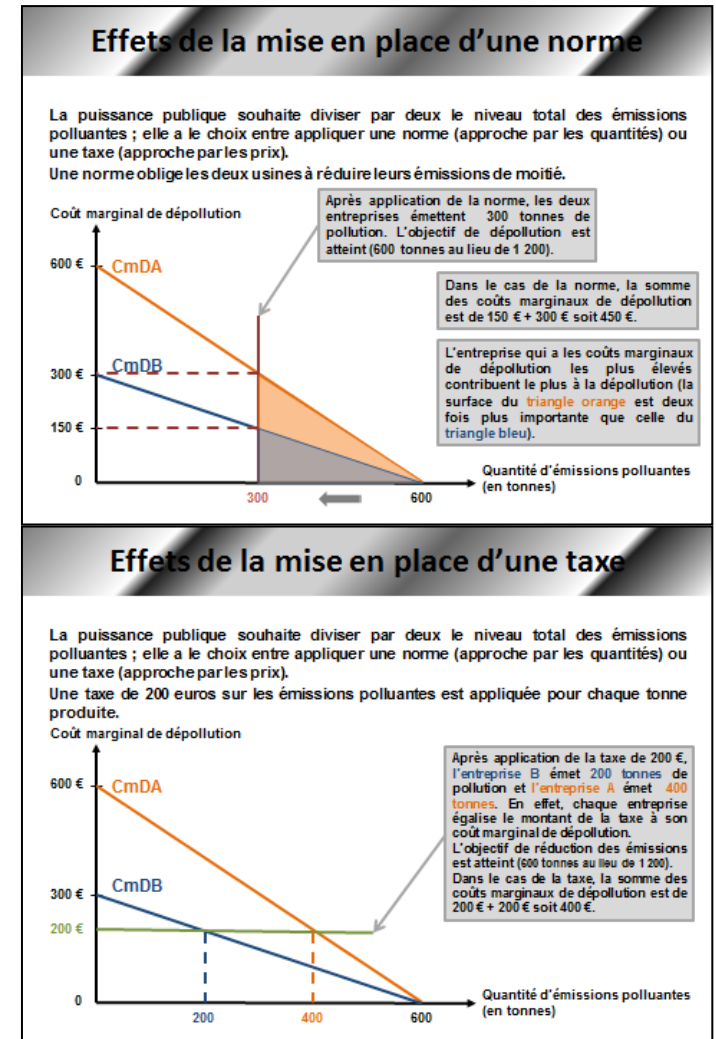 Effets de la mise en place d'une norme
La puissance publique souhaite diviser par deux le niveau total des émissions
polluantes ; elle a le choix entre appliquer une norme (approche par les quantités) ou
une taxe (approche par les prix).
Une norme oblige les deux usines à réduire leurs émissions de moitié.
Coût marginal de dépollution
Après application de la norme, les deux
entreprises émettent 300 tonnes de
pollution. L'objectif de dépollution est
atteint (600 tonnes au lieu de 1 200).
600 €
CmDA
Dans le cas de la norme, la somme
des coûts marginaux de dépollution
est de 150 € + 300 € soit 450 €.
L'entreprise qui a les coûts marginaux
de dépollution les plus élevés
contribuent le plus à la dépollution (la
surface du triangle orange est deux
fois plus importante que celle du
triangle bleu).
300 €
CmDB
150 €
0
300
600
Quantité d'émissions polluantes
(en tonnes)
Effets de la mise en place d'une taxe
La puissance publique souhaite diviser par deux le niveau total des émissions
polluantes ; elle a le choix entre appliquer une norme (approche par les quantités) ou
une taxe (approche par les prix).
Une taxe de 200 euros sur les émissions polluantes est appliquée pour chaque tonne
produite.
Coût marginal de dépollution
Après application de la taxe de 200 €,
l'entreprise B émet 200 tonnes de
pollution et l'entreprise A émet 400
tonnes. En effet, chaque entreprise
égalise le montant de la taxe à son
coût marginal de dépollution.
L'objectif de réduction des émissions
est atteint (600 tonnes au lieu de 1 200).
Dans le cas de la taxe, la somme des
coûts marginaux de dépollution est de
200 € + 200 € soit 400 €.
600 €
CmDA
300 €
CmDB
200 €
0
200
400
600
Quantité d'émissions polluantes
(en tonnes)